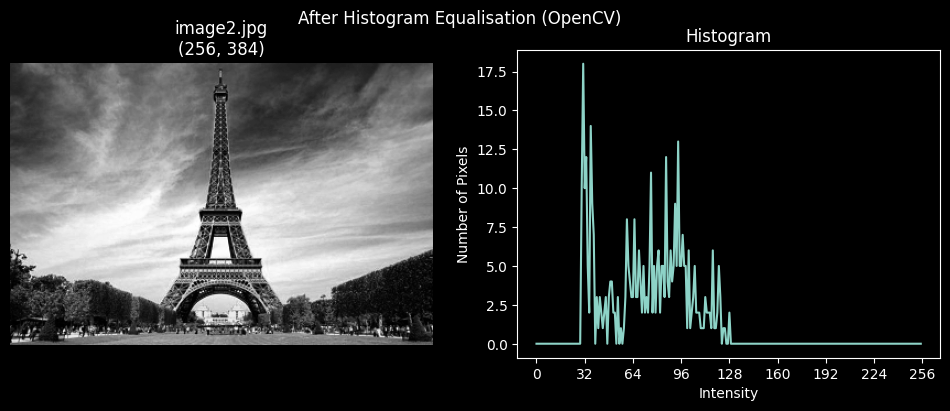 After Histogram Equalisation (OpenCV)
image2.jpg
(256, 384)
Histogram
17.5
15.0
12.5
10.0
7.5
5.0
2.5
0.0
Number of Pixels
0 32 64 96 128 160 192 224 256
Intensity